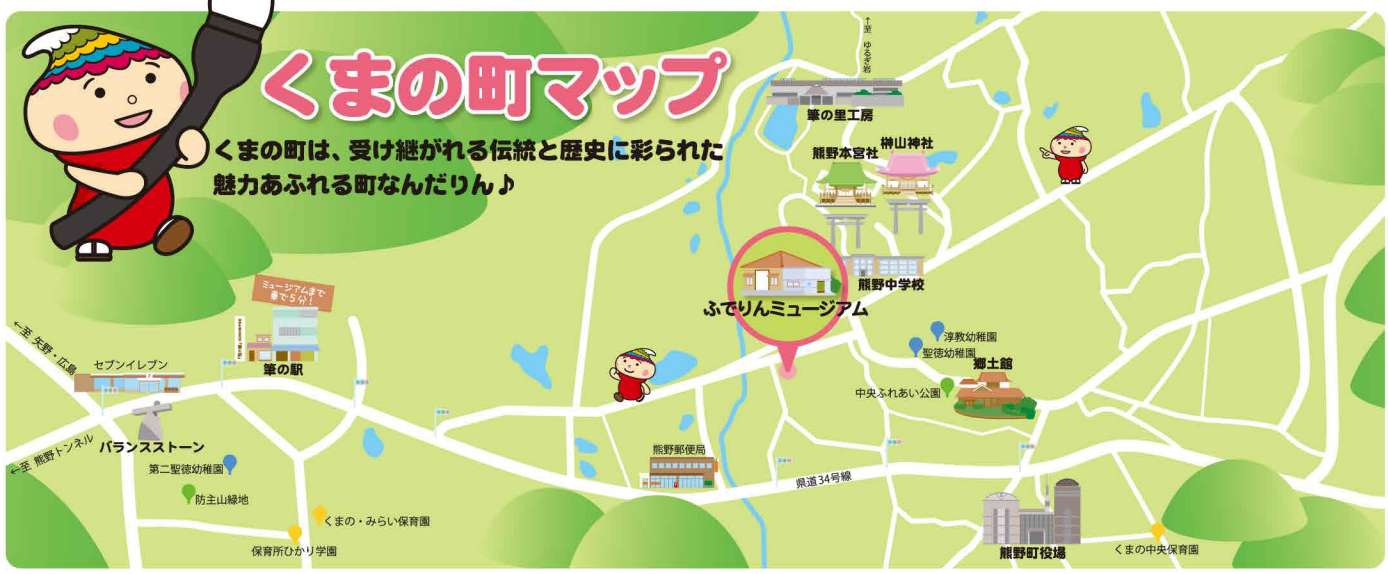 くまの町マップ
くまの町は、受け継がれる伝統と歴史に彩られた
魅力あふれる町なんだりん♪
←至 ゆるぎ岩
筆の里工房
榊山神社
熊野本宮社
熊野中学校
ふでりんミュージアム
ミュージアムまで
車で5分!
筆の駅
←至 矢野・広島
セブンイレブン
バランスストーン
←至 熊野トンネル
第二聖徳幼稚園
防主山緑地
くまの・みらい保育園
保育所ひかり学園
淳教幼稚園
聖徳幼稚園
郷土館
中央ふれあい公園
熊野郵便局
県道34号線
熊野町役場
くまの中央保育園